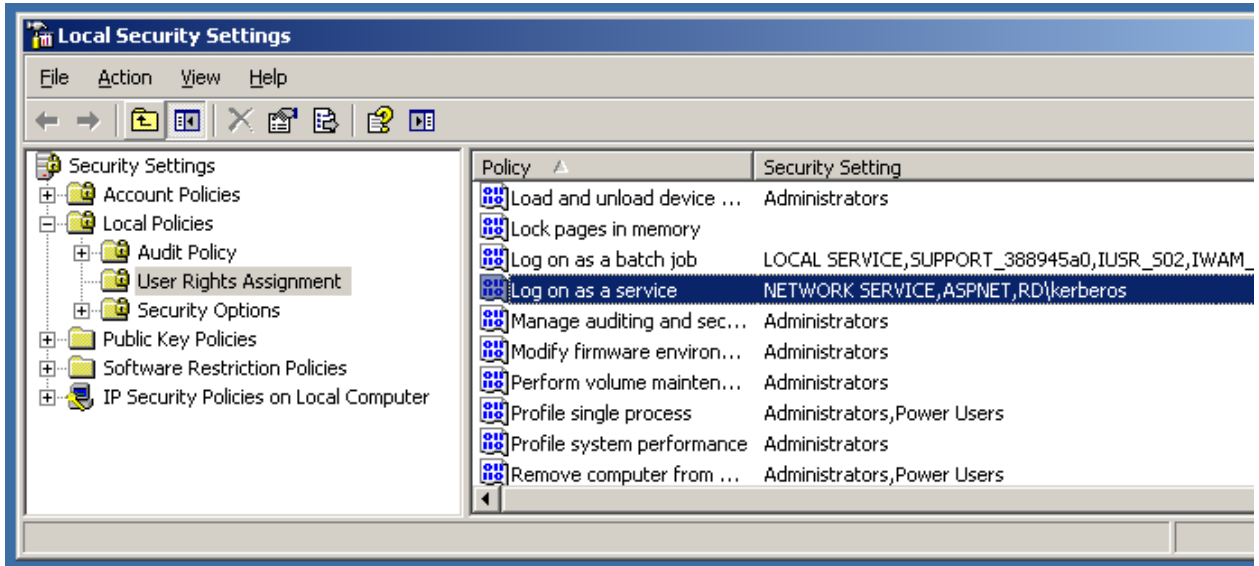 Local Security Settings
File Action View Help
Security Settings
Account Policies
Local Policies
Audit Policy
User Rights Assignment
Security Options
Public Key Policies
Software Restriction Policies
IP Security Policies on Local Computer
Policy Security Setting
Load and unload device ... Administrators
Lock pages in memory
Log on as a batch job LOCAL SERVICE,SUPPORT_388945a0,IUSR_S02,IWAM_
Log on as a service NETWORK SERVICE,ASPNET,RD\kerberos
Manage auditing and sec... Administrators
Modify firmware environ... Administrators
Perform volume mainten... Administrators
Profile single process Administrators,Power Users
Profile system performance Administrators
Remove computer from ... Administrators,Power Users